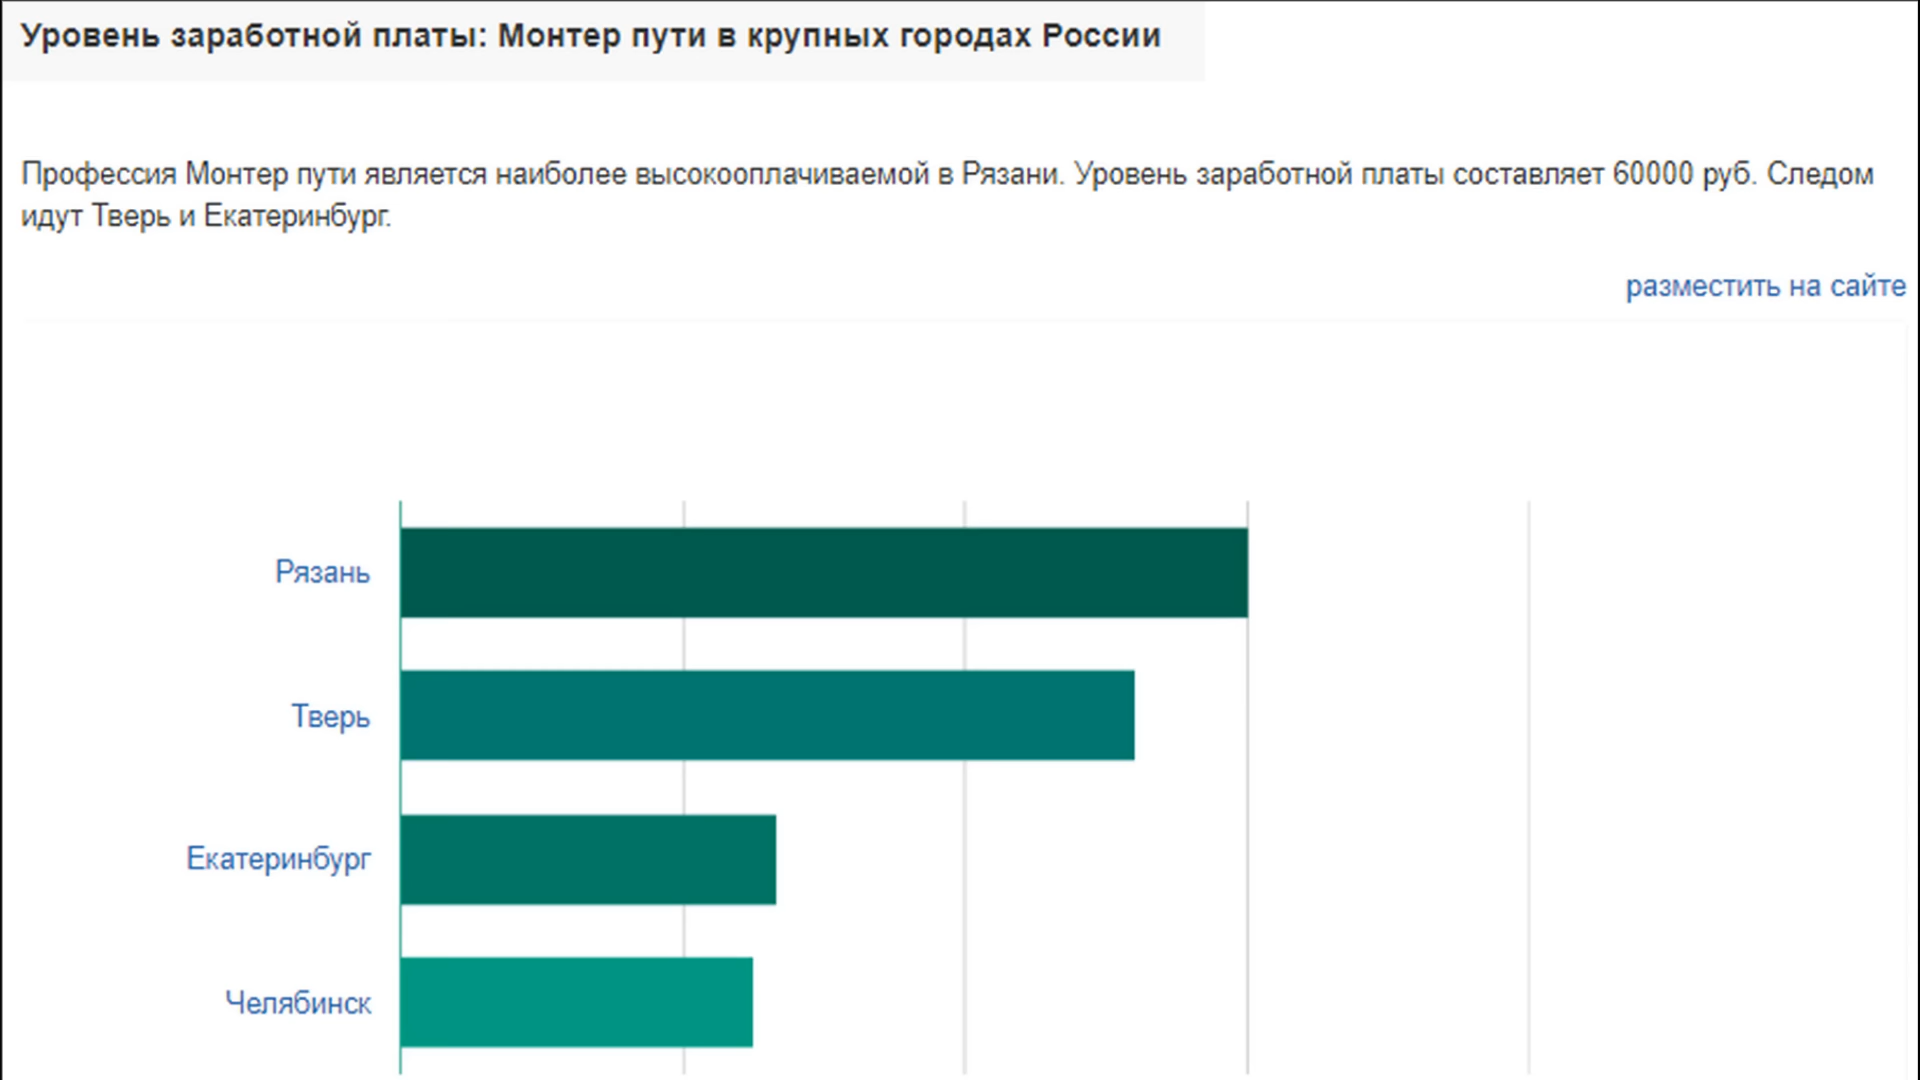 Уровень заработной платы: Монтер пути в крупных городах России
Профессия Монтер пути является наиболее высокооплачиваемой в Рязани. Уровень заработной платы составляет 60000 руб. Следом
идут Тверь и Екатеринбург.
разместить на сайте
Рязань
Тверь
Екатеринбург
Челябинск